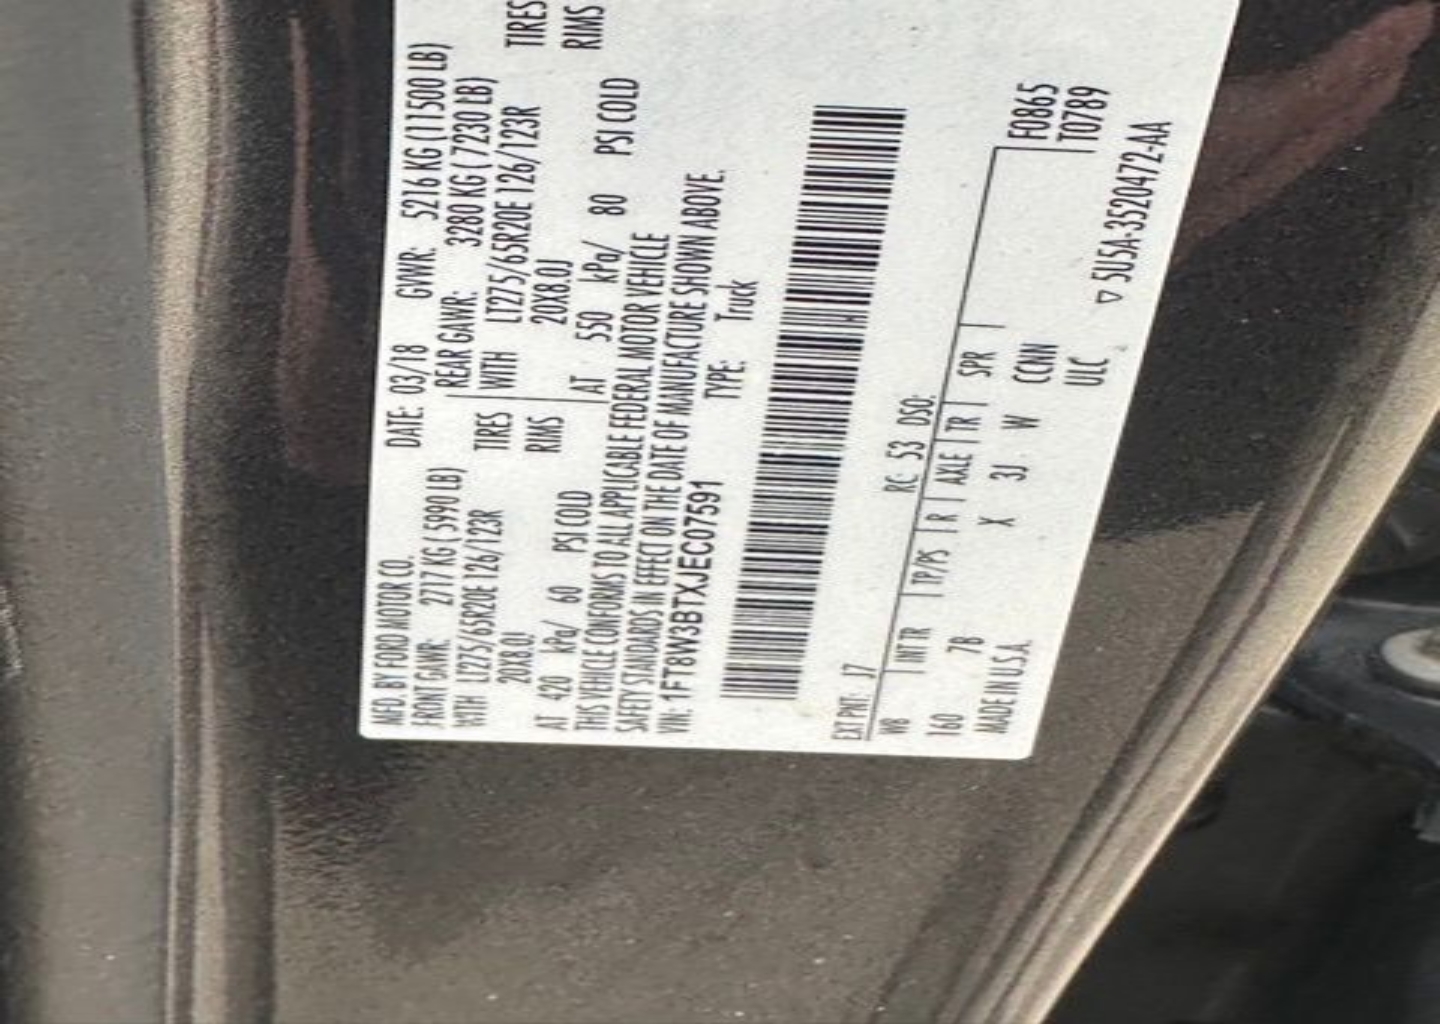 MFD. BY FORD MOTOR CO.
DATE: 03/18 GVWR: 5216 KG (11500 LB)
FRONT GAWR: 2717 KG ( 5990 LB)
REAR GAWR: 3280 KG ( 7230 LB)
WITH LT275/65R20E 126/123R TIRES
WITH LT275/65R20E 126/123R TIRES
20X8.0J RIMS
20X8.0J RIMS
AT 420 kPa/ 60 PSI COLD
AT 550 kPa/ 80 PSI COLD
THIS VEHICLE CONFORMS TO ALL APPLICABLE FEDERAL MOTOR VEHICLE
SAFETY STANDARDS IN EFFECT ON THE DATE OF MANUFACTURE SHOWN ABOVE.
VIN: 1FT8W3BTXJEC07591 TYPE: Truck
EXT PNT: J7 RC: 53 DSO:
WB INT TR TP/PS R AXLE TR SPR F0865
160 7B X 3J W CCNN T0789
MADE IN U.S.A. ULC ▽ 5U5A-3520472-AA